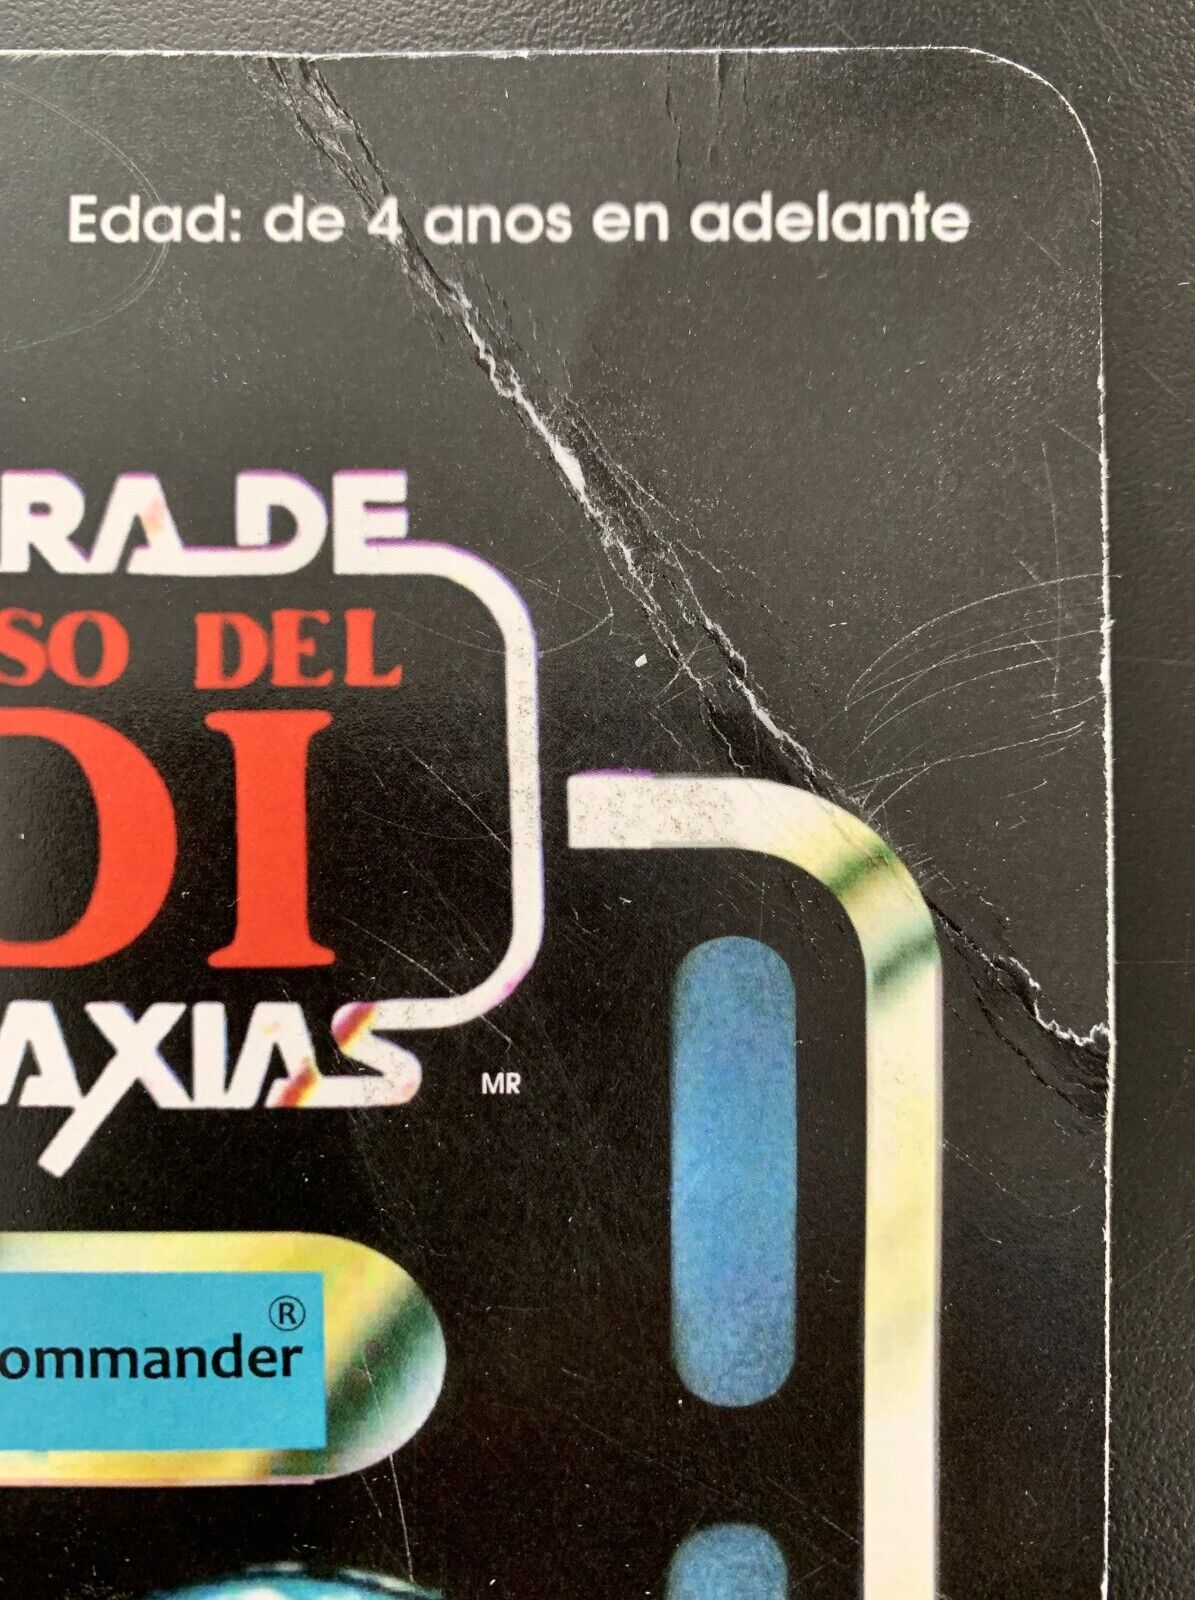 Edad: de 4 anos en adelante
RA DE
SO DEL
DI
AXIAS
MR
®
ommander